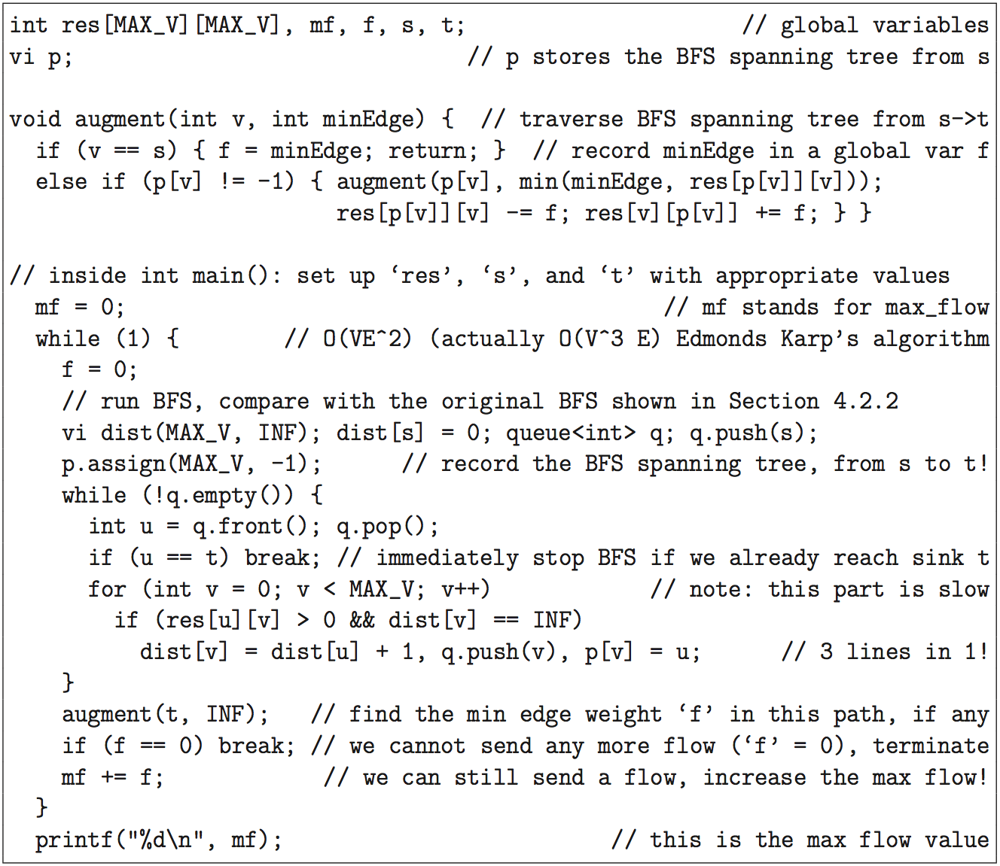 int res[MAX_V][MAX_V], mf, f, s, t; // global variables
vi p; // p stores the BFS spanning tree from s
void augment(int v, int minEdge) { // traverse BFS spanning tree from s->t
if (v == s) { f = minEdge; return; } // record minEdge in a global var f
else if (p[v] != -1) { augment(p[v], min(minEdge, res[p[v]][v]));
res[p[v]][v] -= f; res[v][p[v]] += f; } }
// inside int main(): set up ‘res’, ‘s’, and ‘t’ with appropriate values
mf = 0; // mf stands for max_flow
while (1) { // O(VE^2) (actually O(V^3 E) Edmonds Karp’s algorithm
f = 0;
// run BFS, compare with the original BFS shown in Section 4.2.2
vi dist(MAX_V, INF); dist[s] = 0; queue<int> q; q.push(s);
p.assign(MAX_V, -1); // record the BFS spanning tree, from s to t!
while (!q.empty()) {
int u = q.front(); q.pop();
if (u == t) break; // immediately stop BFS if we already reach sink t
for (int v = 0; v < MAX_V; v++) // note: this part is slow
if (res[u][v] > 0 && dist[v] == INF)
dist[v] = dist[u] + 1, q.push(v), p[v] = u; // 3 lines in 1!
}
augment(t, INF); // find the min edge weight ‘f’ in this path, if any
if (f == 0) break; // we cannot send any more flow (‘f’ = 0), terminate
mf += f; // we can still send a flow, increase the max flow!
}
printf("%d\n", mf); // this is the max flow value